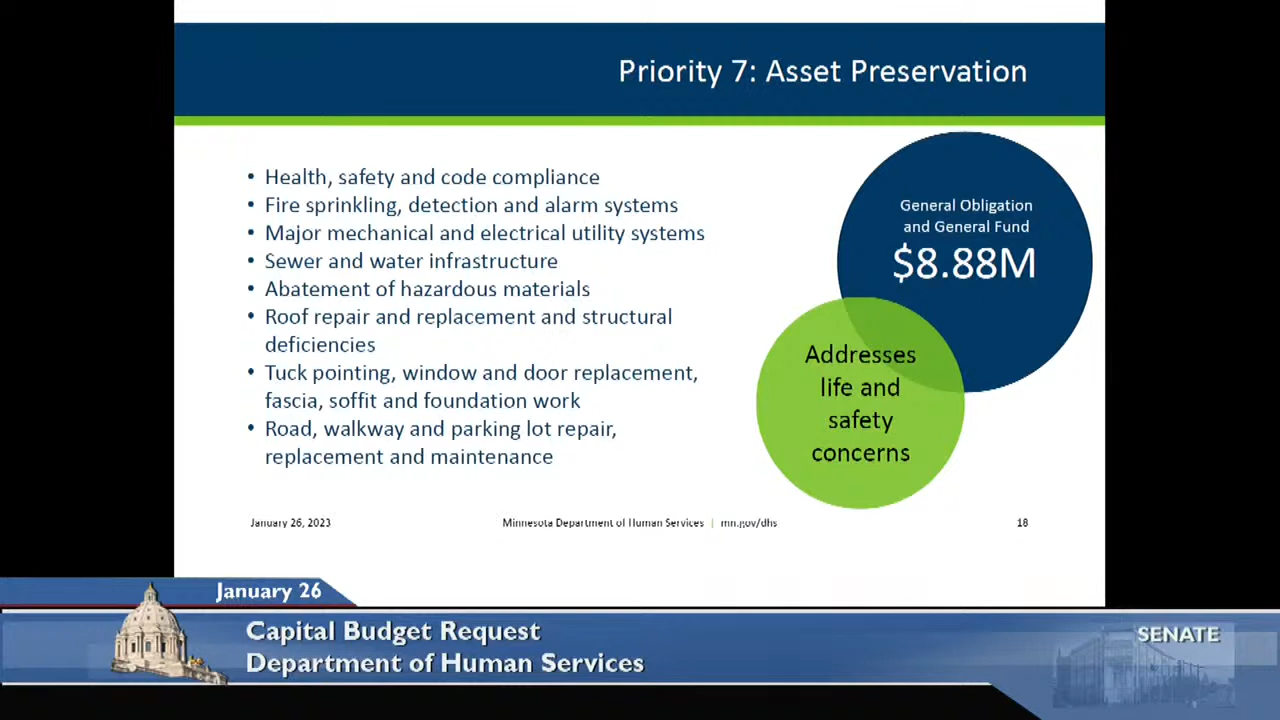 Priority 7: Asset Preservation
• Health, safety and code compliance
• Fire sprinkling, detection and alarm systems
• Major mechanical and electrical utility systems
• Sewer and water infrastructure
• Abatement of hazardous materials
• Roof repair and replacement and structural
deficiencies
• Tuck pointing, window and door replacement,
fascia, soffit and foundation work
• Road, walkway and parking lot repair,
replacement and maintenance
General Obligation
and General Fund
$8.88M
Addresses
life and
safety
concerns
January 26, 2023
Minnesota Department of Human Services | mn.gov/dhs
18
January 26
Capital Budget Request
Department of Human Services
SENATE